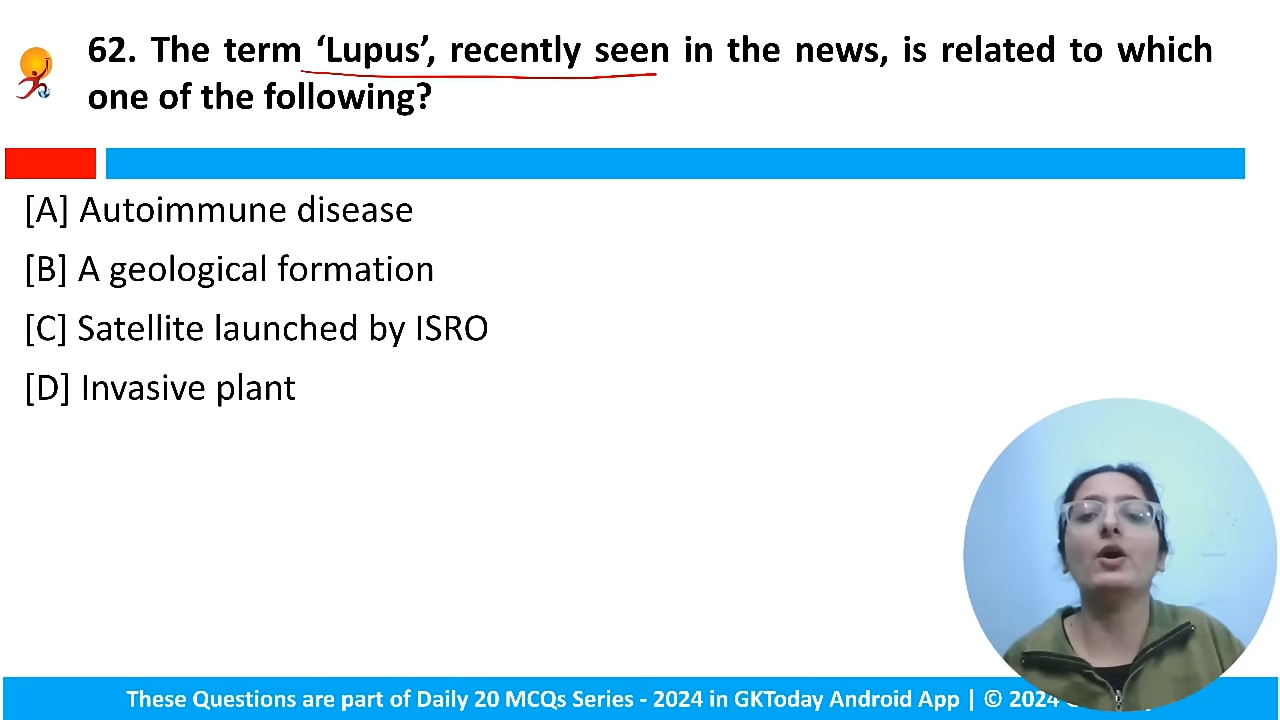 62. The term ‘Lupus’, recently seen in the news, is related to which
one of the following?
[A] Autoimmune disease
[B] A geological formation
[C] Satellite launched by ISRO
[D] Invasive plant
These Questions are part of Daily 20 MCQs Series - 2024 in GKToday Android App | © 2024